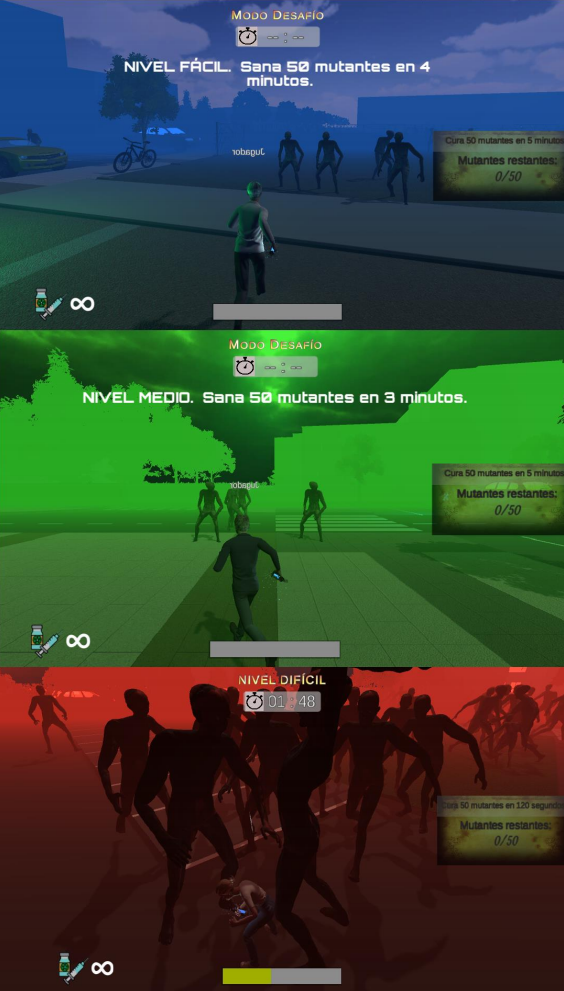 MODO DESAFÍO
-- : --
NIVEL FÁCIL. Sana 50 mutantes en 4
minutos.
Jugador
Cura 50 mutantes en 5 minutos
Mutantes restantes:
0/50
∞
MODO DESAFÍO
-- : --
NIVEL MEDIO. Sana 50 mutantes en 3 minutos.
Jugador
Cura 50 mutantes en 5 minutos
Mutantes restantes:
0/50
∞
NIVEL DIFÍCIL
01 48
Cura 50 mutantes en 120 segundos
Mutantes restantes:
0/50
∞